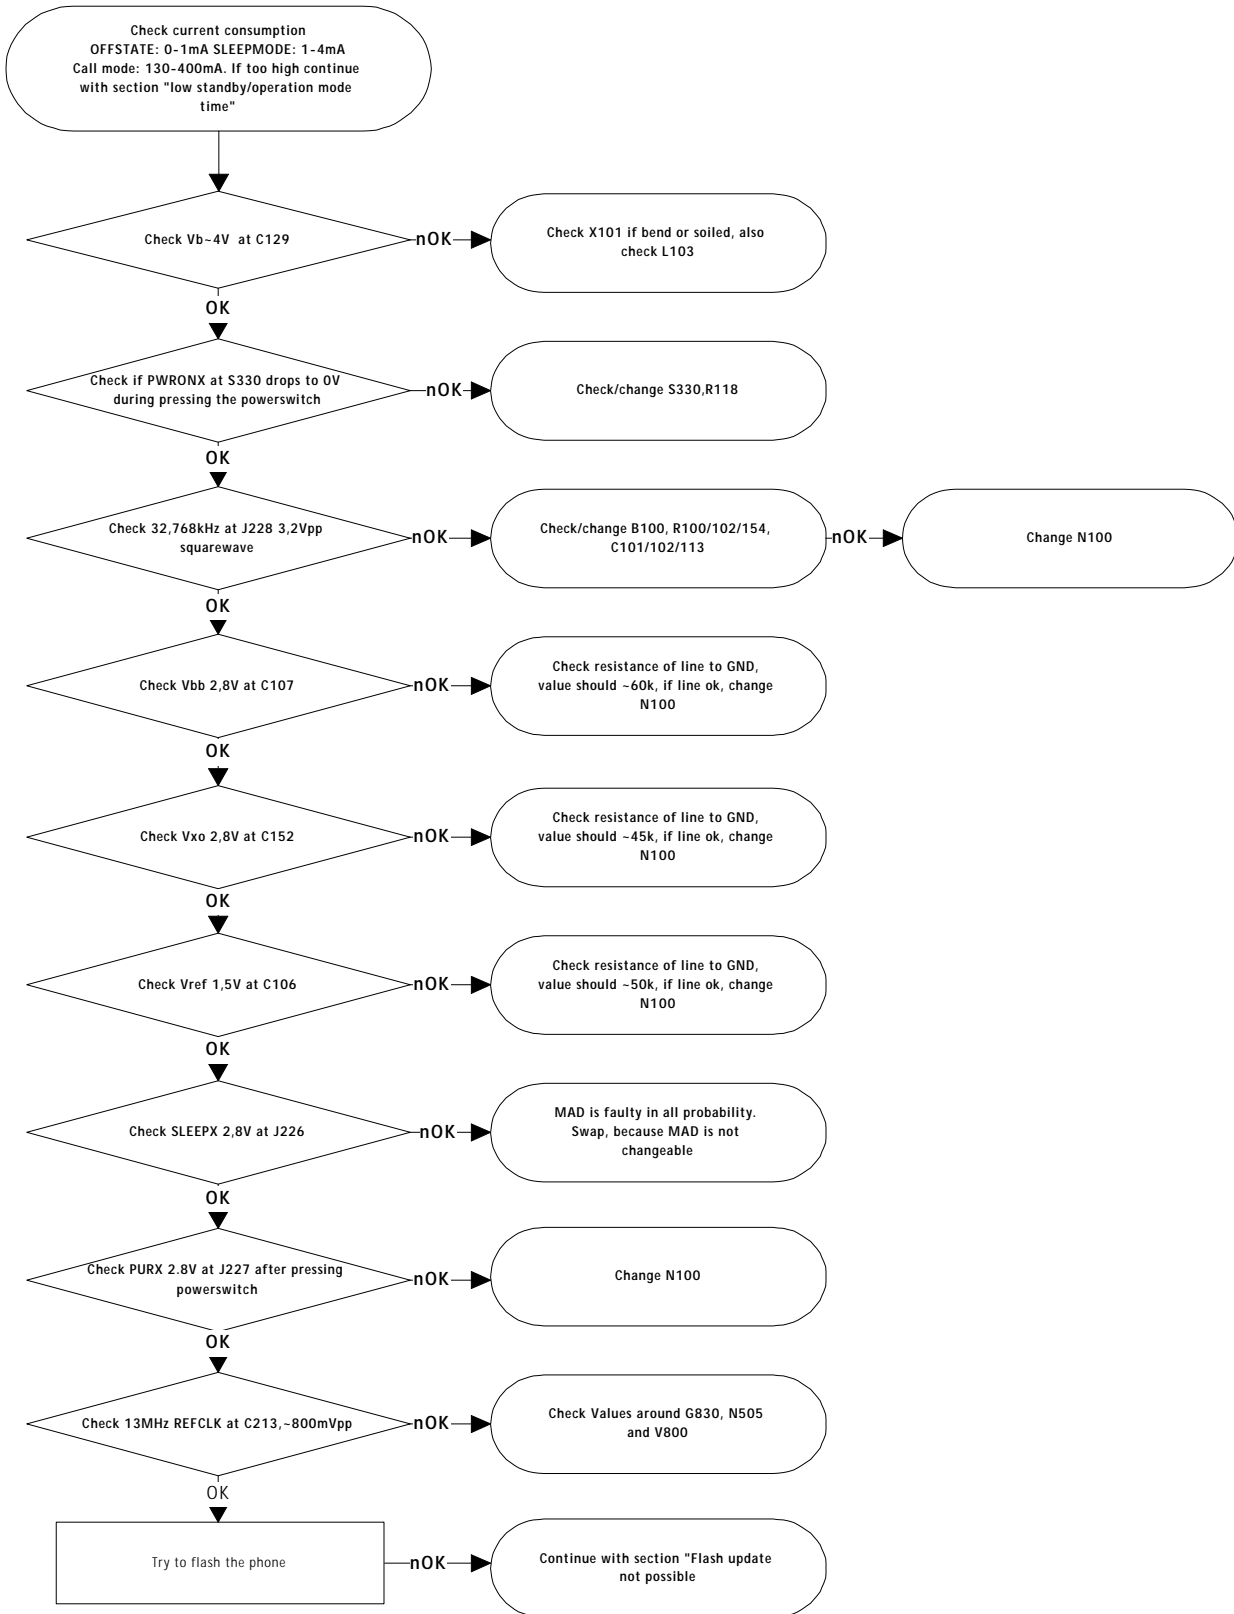 Check current consumption
OFFSTATE: 0-1mA SLEEPMODE: 1-4mA
Call mode: 130-400mA. If too high continue
with section "low standby/operation mode
time"
Check Vb~4V at C129
nOK
Check X101 if bend or soiled, also
check L103
OK
Check if PWRONX at S330 drops to 0V
during pressing the powerswitch
nOK
Check/change S330,R118
OK
Check 32,768kHz at J228 3,2Vpp
squarewave
nOK
Check/change B100, R100/102/154,
C101/102/113
nOK
Change N100
OK
Check Vbb 2,8V at C107
nOK
Check resistance of line to GND,
value should ~60k, if line ok, change
N100
OK
Check Vxo 2,8V at C152
nOK
Check resistance of line to GND,
value should ~45k, if line ok, change
N100
OK
Check Vref 1,5V at C106
nOK
Check resistance of line to GND,
value should ~50k, if line ok, change
N100
OK
Check SLEEPX 2,8V at J226
nOK
MAD is faulty in all probability.
Swap, because MAD is not
changeable
OK
Check PURX 2.8V at J227 after pressing
powerswitch
nOK
Change N100
OK
Check 13MHz REFCLK at C213,~800mVpp
nOK
Check Values around G830, N505
and V800
OK
Try to flash the phone
nOK
Continue with section "Flash update
not possible